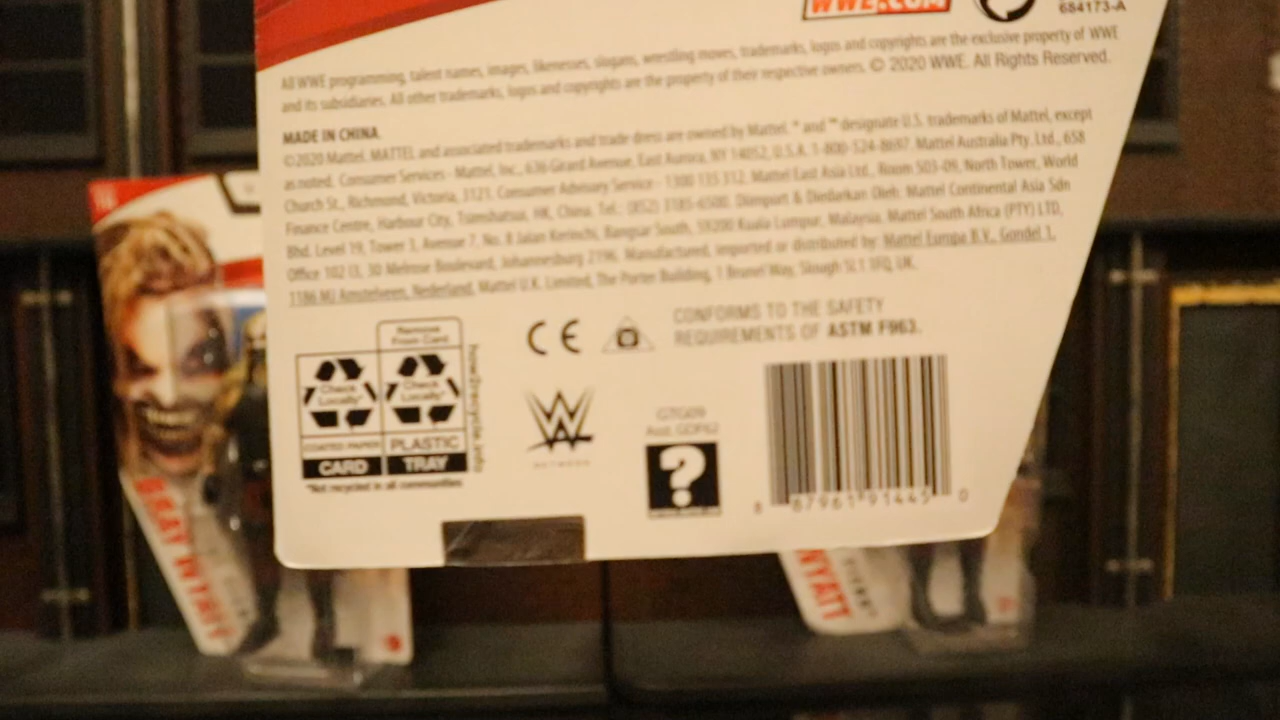 WWE.COM
684173-A
All WWE programming, talent names, images, likenesses, slogans, wrestling moves, trademarks, logos and copyrights are the exclusive property of WWE
and its subsidiaries. All other trademarks, logos and copyrights are the property of their respective owners. © 2020 WWE. All Rights Reserved.
MADE IN CHINA.
©2020 Mattel. MATTEL and associated trademarks and trade dress are owned by Mattel. ® and ™ designate U.S. trademarks of Mattel, except
as noted. Consumer Services - Mattel, Inc., 636 Girard Avenue, East Aurora, NY 14052, U.S.A. 1-800-524-8697. Mattel Australia Pty. Ltd., 658
Church St., Richmond, Victoria, 3121. Consumer Advisory Service - 1300 135 312. Mattel East Asia Ltd., Room 503-09, North Tower, World
Finance Centre, Harbour City, Tsimshatsui, HK, China. Tel.: (852) 3185-6500. Diimport & Diedarkan Oleh: Mattel Continental Asia Sdn
Bhd. Level 19, Tower 3, Avenue 7, No. 8 Jalan Kerinchi, Bangsar South, 59200 Kuala Lumpur, Malaysia. Mattel South Africa (PTY) LTD,
Office 102 I3, 30 Melrose Boulevard, Johannesburg 2196. Manufactured, imported or distributed by: Mattel Europa B.V., Gondel 1,
1186 MJ Amstelveen, Nederland. Mattel U.K. Limited, The Porter Building, 1 Brunel Way, Slough SL1 1FQ, UK.
CE
CONFORMS TO THE SAFETY
REQUIREMENTS OF ASTM F963.
Remove
From Card
Check
Locally*
Check
Locally*
COATED PAPER
PLASTIC
CARD
TRAY
how2recycle.info
*Not recycled in all communities
W
NETWORK
GTG09
Asst. GDF62
?
8 87961 91445 0
BRAY WYATT
WYATT